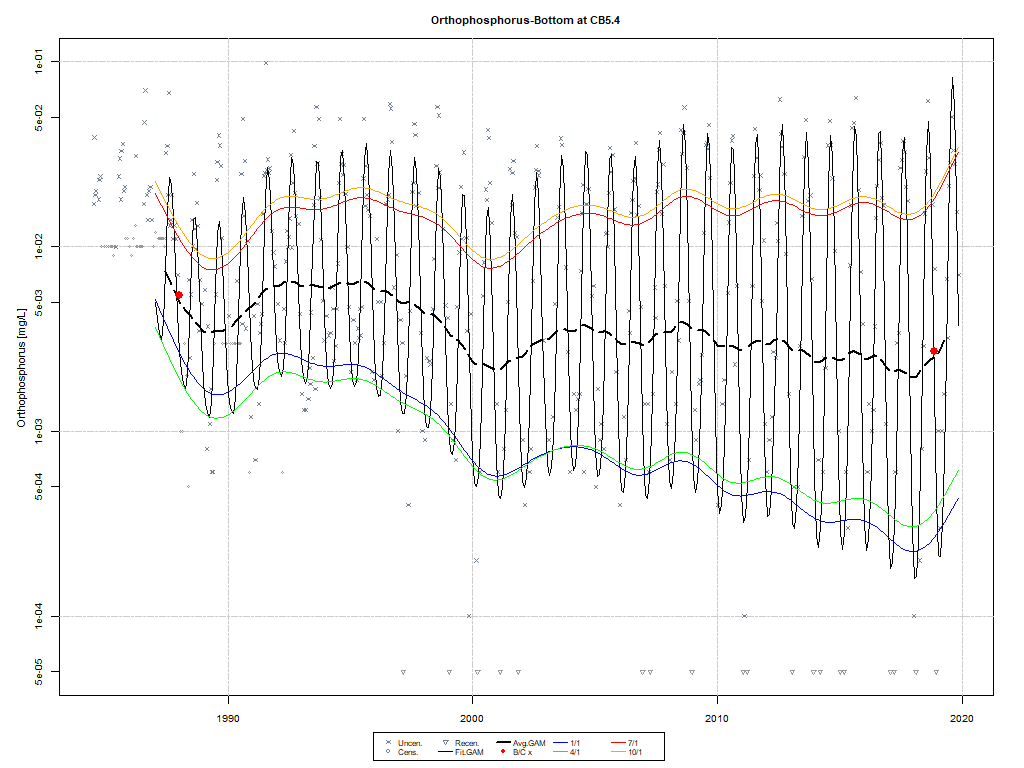 Orthophosphorus-Bottom at CB5.4
1e-01
5e-02
1e-02
5e-03
1e-03
5e-04
1e-04
5e-05
Orthophosphorus [mg/L]
1990 2000 2010 2020
Uncen. Recen. Avg.GAM 1/1 7/1
Cens. Fit.GAM B/C x 4/1 10/1